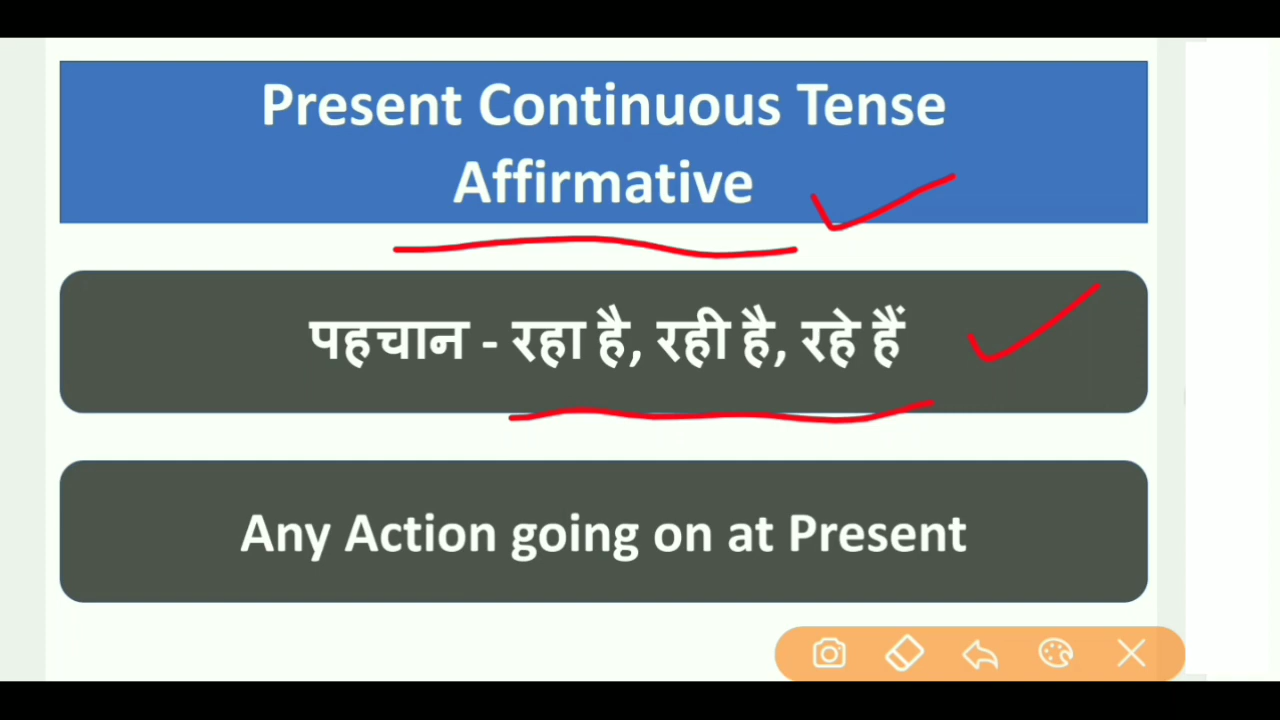 Present Continuous Tense
Affirmative
पहचान - रहा है, रही है, रहे हैं
Any Action going on at Present